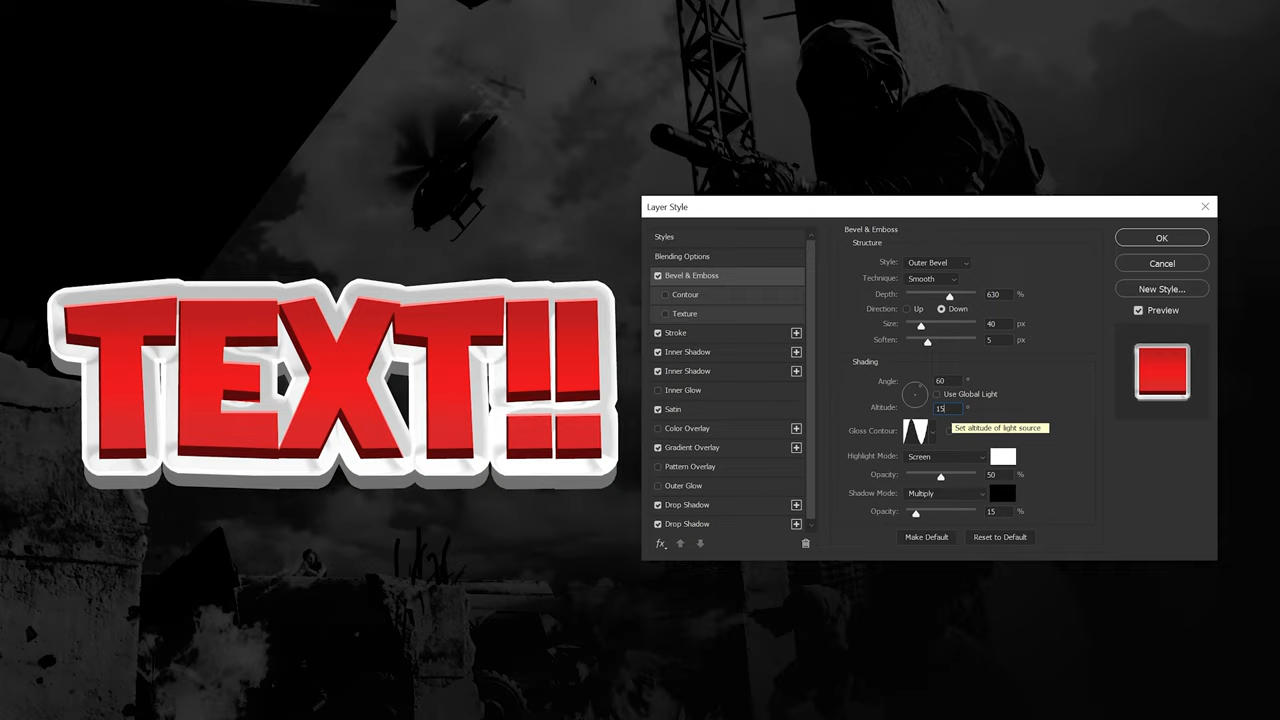 TEXT!!
Layer Style
Styles
Blending Options
Bevel & Emboss
Contour
Texture
Stroke
Inner Shadow
Inner Shadow
Inner Glow
Satin
Color Overlay
Gradient Overlay
Pattern Overlay
Outer Glow
Drop Shadow
Drop Shadow
fx
Bevel & Emboss
Structure
Style: Outer Bevel
Technique: Smooth
Depth: 630 %
Direction: Up Down
Size: 40 px
Soften: 5 px
Shading
Angle: 60 °
Use Global Light
Altitude: 15 °
Gloss Contour:
Set altitude of light source
Highlight Mode: Screen
Opacity: 50 %
Shadow Mode: Multiply
Opacity: 15 %
Make Default Reset to Default
OK
Cancel
New Style...
Preview